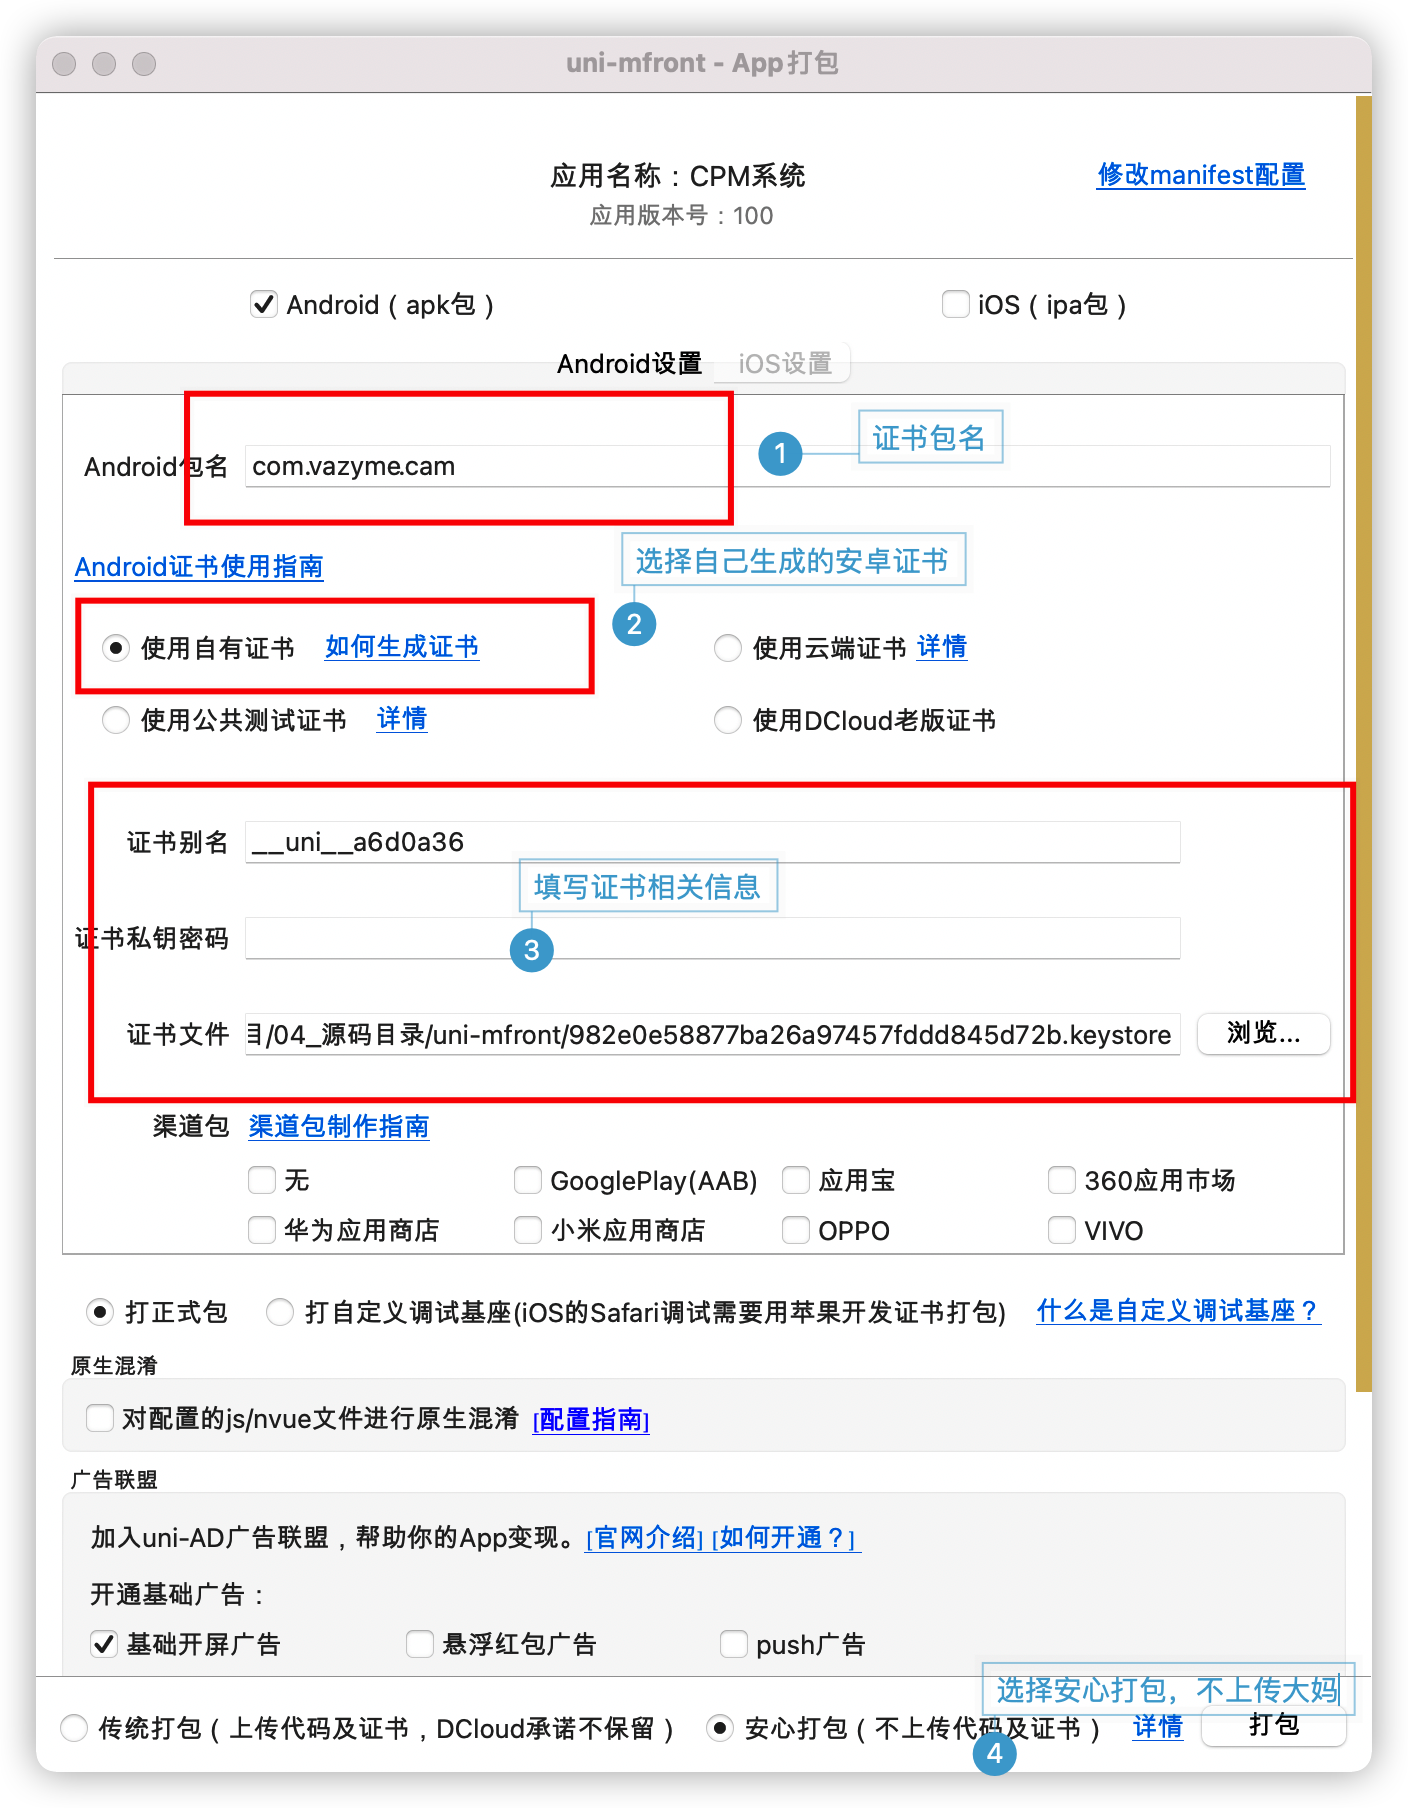 uni-mfront - App打包
应用名称：CPM系统
修改manifest配置
应用版本号：100
Android（apk包）
iOS（ipa包）
Android设置
iOS设置
1
证书包名
Android包名
com.vazyme.cam
Android证书使用指南
选择自己生成的安卓证书
2
使用自有证书 如何生成证书
使用云端证书 详情
使用公共测试证书 详情
使用DCloud老版证书
证书别名
__uni__a6d0a36
填写证书相关信息
3
证书私钥密码
证书文件
目/04_源码目录/uni-mfront/982e0e58877ba26a97457fddd845d72b.keystore
浏览...
渠道包 渠道包制作指南
无
GooglePlay(AAB)
应用宝
360应用市场
华为应用商店
小米应用商店
OPPO
VIVO
打正式包
打自定义调试基座(iOS的Safari调试需要用苹果开发证书打包)
什么是自定义调试基座？
原生混淆
对配置的js/nvue文件进行原生混淆 [配置指南]
广告联盟
加入uni-AD广告联盟，帮助你的App变现。[官网介绍] [如何开通？]
开通基础广告：
基础开屏广告
悬浮红包广告
push广告
选择安心打包，不上传大妈
传统打包（上传代码及证书，DCloud承诺不保留）
安心打包（不上传代码及证书）
详情
打包
4